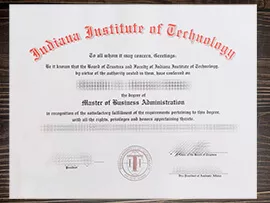 Indiana Institute of Technology
To all whom it may concern, Greetings.
Be it known that the Board of Trustees and Faculty of Indiana Institute of Technology,
by virtue of the authority vested in them, have conferred on
the degree of
Master of Business Administration
in recognition of the satisfactory fulfillment of the requirements pertaining to this degree,
with all the rights, privileges and honors appertaining thereto.
President